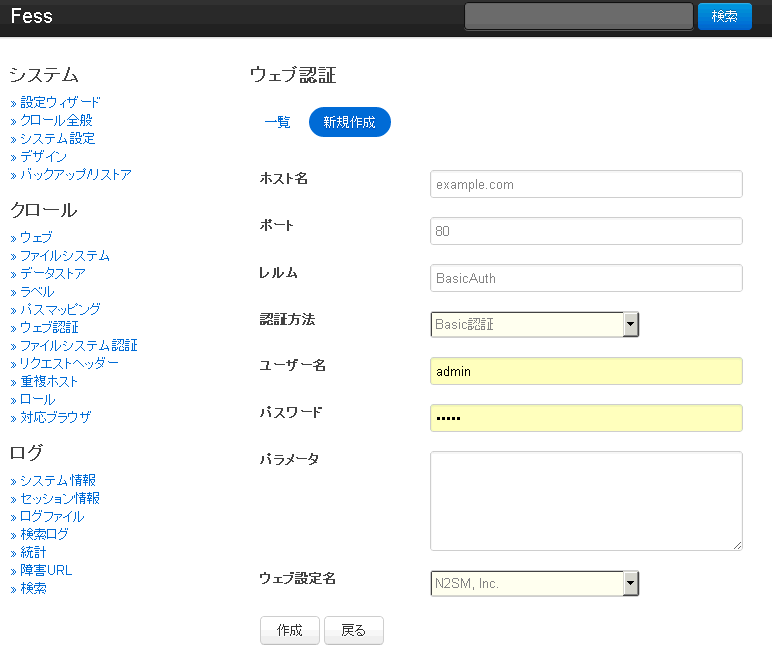 Fess
検索
システム
» 設定ウィザード
» クロール全般
» システム設定
» デザイン
» バックアップ/リストア
クロール
» ウェブ
» ファイルシステム
» データストア
» ラベル
» パスマッピング
» ウェブ認証
» ファイルシステム認証
» リクエストヘッダー
» 重複ホスト
» ロール
» 対応ブラウザ
ログ
» システム情報
» セッション情報
» ログファイル
» 検索ログ
» 統計
» 障害URL
» 検索
ウェブ認証
一覧 新規作成
ホスト名 example.com
ポート 80
レルム BasicAuth
認証方法 Basic認証
ユーザー名 admin
パスワード •••••
パラメータ
ウェブ設定名 N2SM, Inc.
作成 戻る